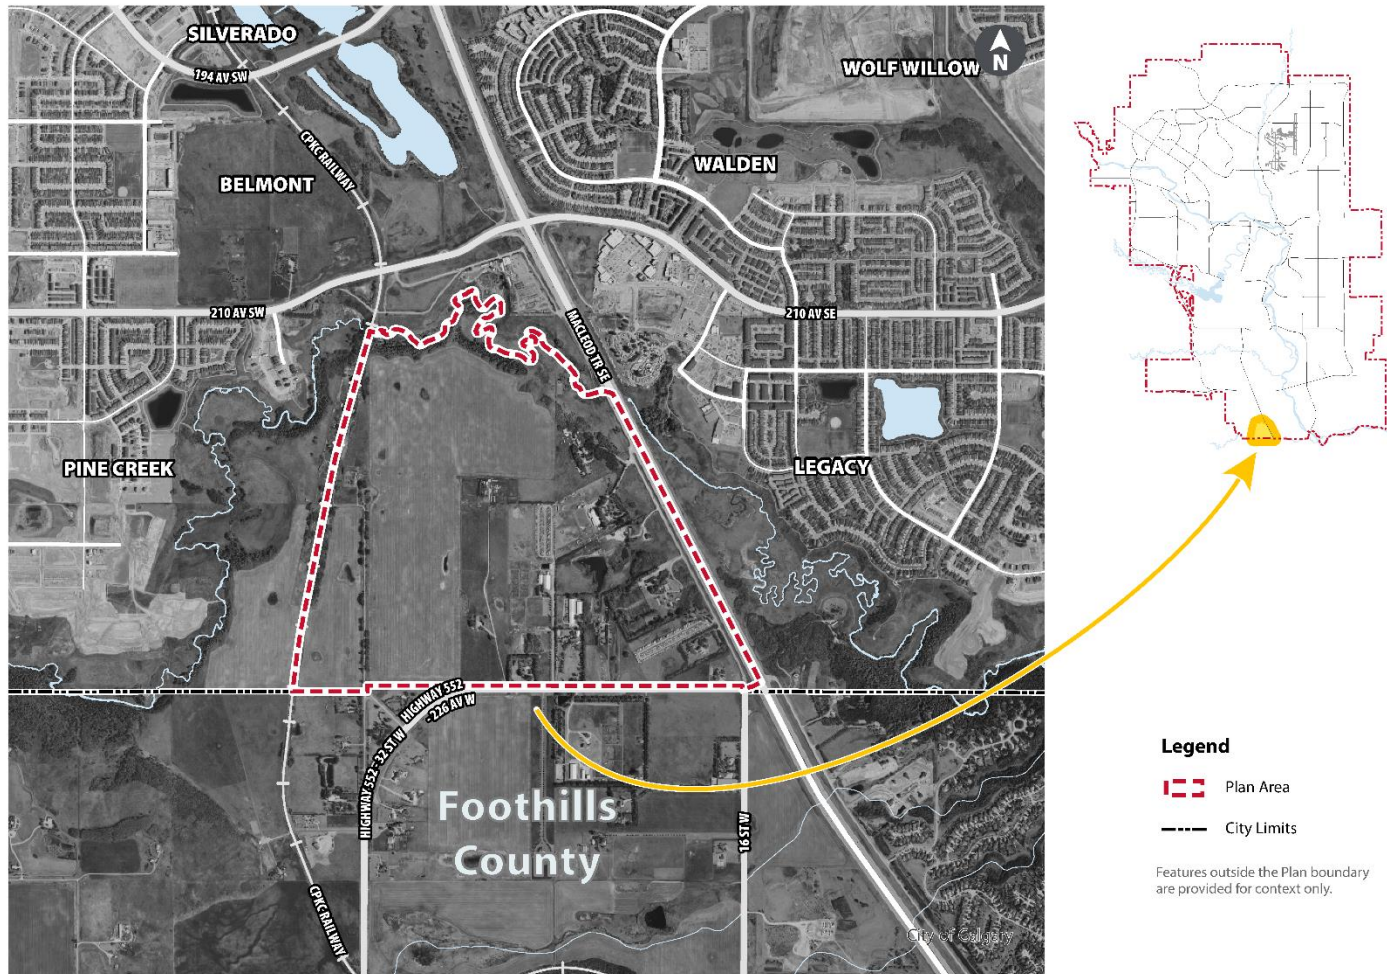 SILVERADO
194 AV SW
N
WOLF WILLOW
CPKC RAILWAY
WALDEN
BELMONT
210 AV SW
MACLEOD TR SE
210 AV SE
PINE CREEK
LEGACY
HIGHWAY 552
- 226 AV W
HIGHWAY 552 - 32 ST W
Foothills
County
16 ST W
CPKC RAILWAY
City of Calgary
Legend
Plan Area
City Limits
Features outside the Plan boundary
are provided for context only.